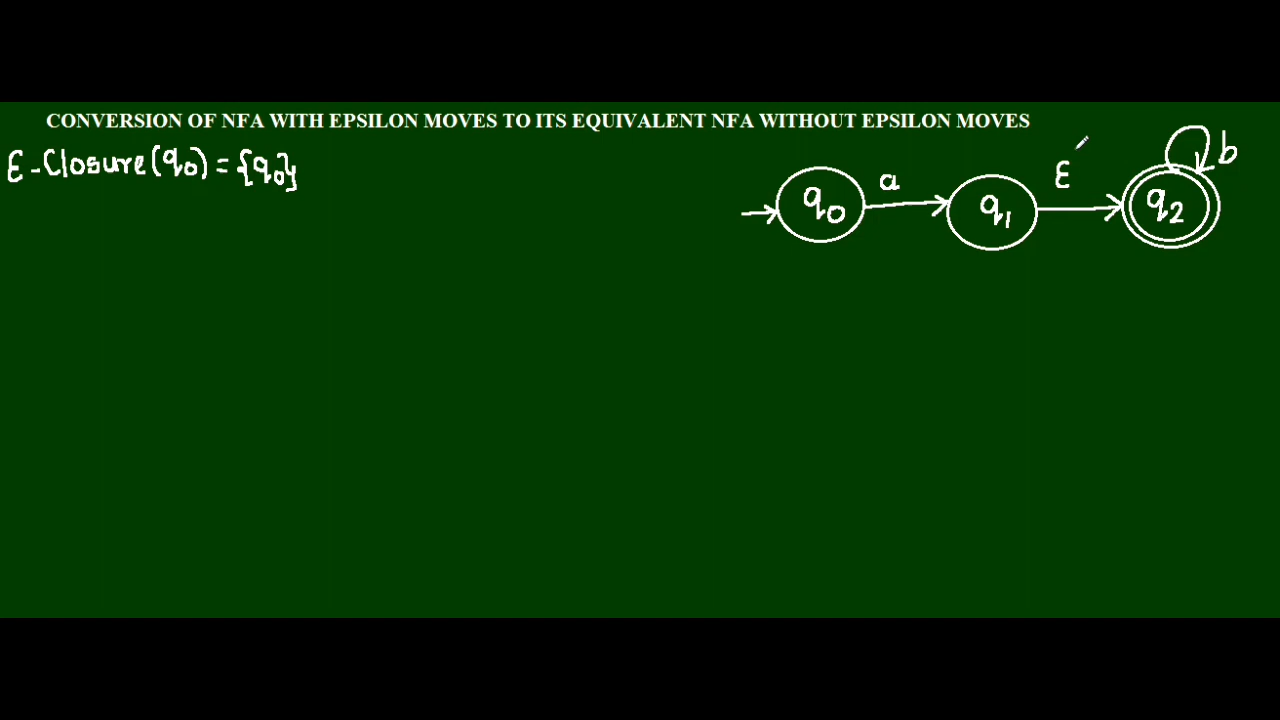 CONVERSION OF NFA WITH EPSILON MOVES TO ITS EQUIVALENT NFA WITHOUT EPSILON MOVES
ε-Closure(q0) = {q0}
q0 a q1 ε q2 b